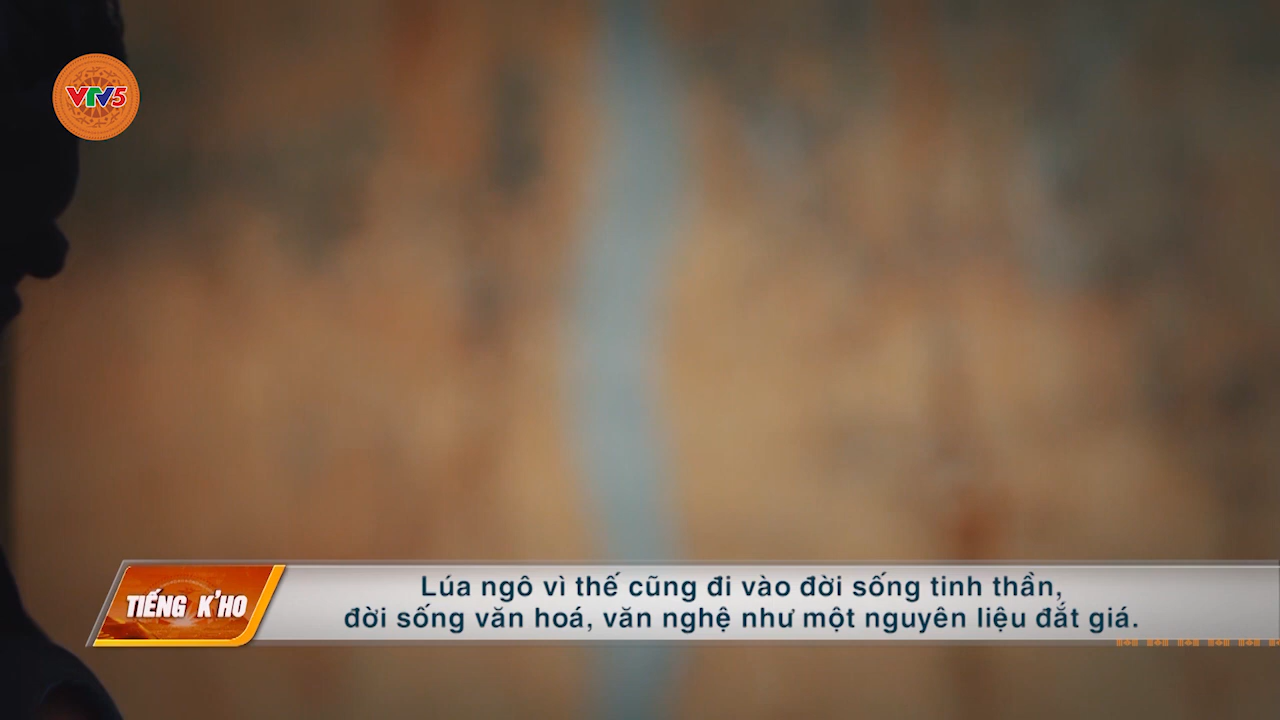 VTV5
TIẾNG K'HO
Lúa ngô vì thế cũng đi vào đời sống tinh thần,
đời sống văn hoá, văn nghệ như một nguyên liệu đắt giá.